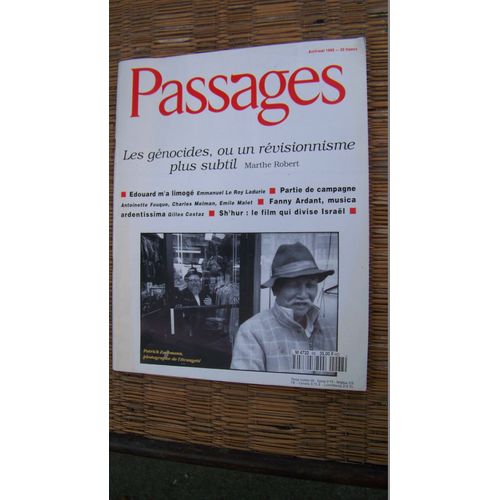 Avril/mai 1995 — 35 francs
Passages
Les génocides, ou un révisionnisme
plus subtil Marthe Robert
Edouard m'a limogé Emmanuel Le Roy Ladurie Partie de campagne
Antoinette Fouque, Charles Melman, Emile Malet Fanny Ardant, musica
ardentissima Gilles Costaz Sh'hur : le film qui divise Israël
Patrick Zachmann,
photographe de l'étrangeté
M 4732 35,00 F